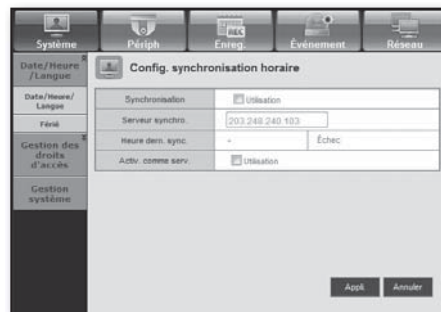 Système Périph Enreg. Événement Réseau
REC
Date/Heure
/Langue
Config. synchronisation horaire
Date/Heure/
Langue
Férié
Gestion des
droits
d'accès
Gestion
système
Synchronisation Utilisation
Serveur synchro. 203.248.240.103
Heure dern. sync. - Échec
Activ. comme serv. Utilisation
Appli. Annuler